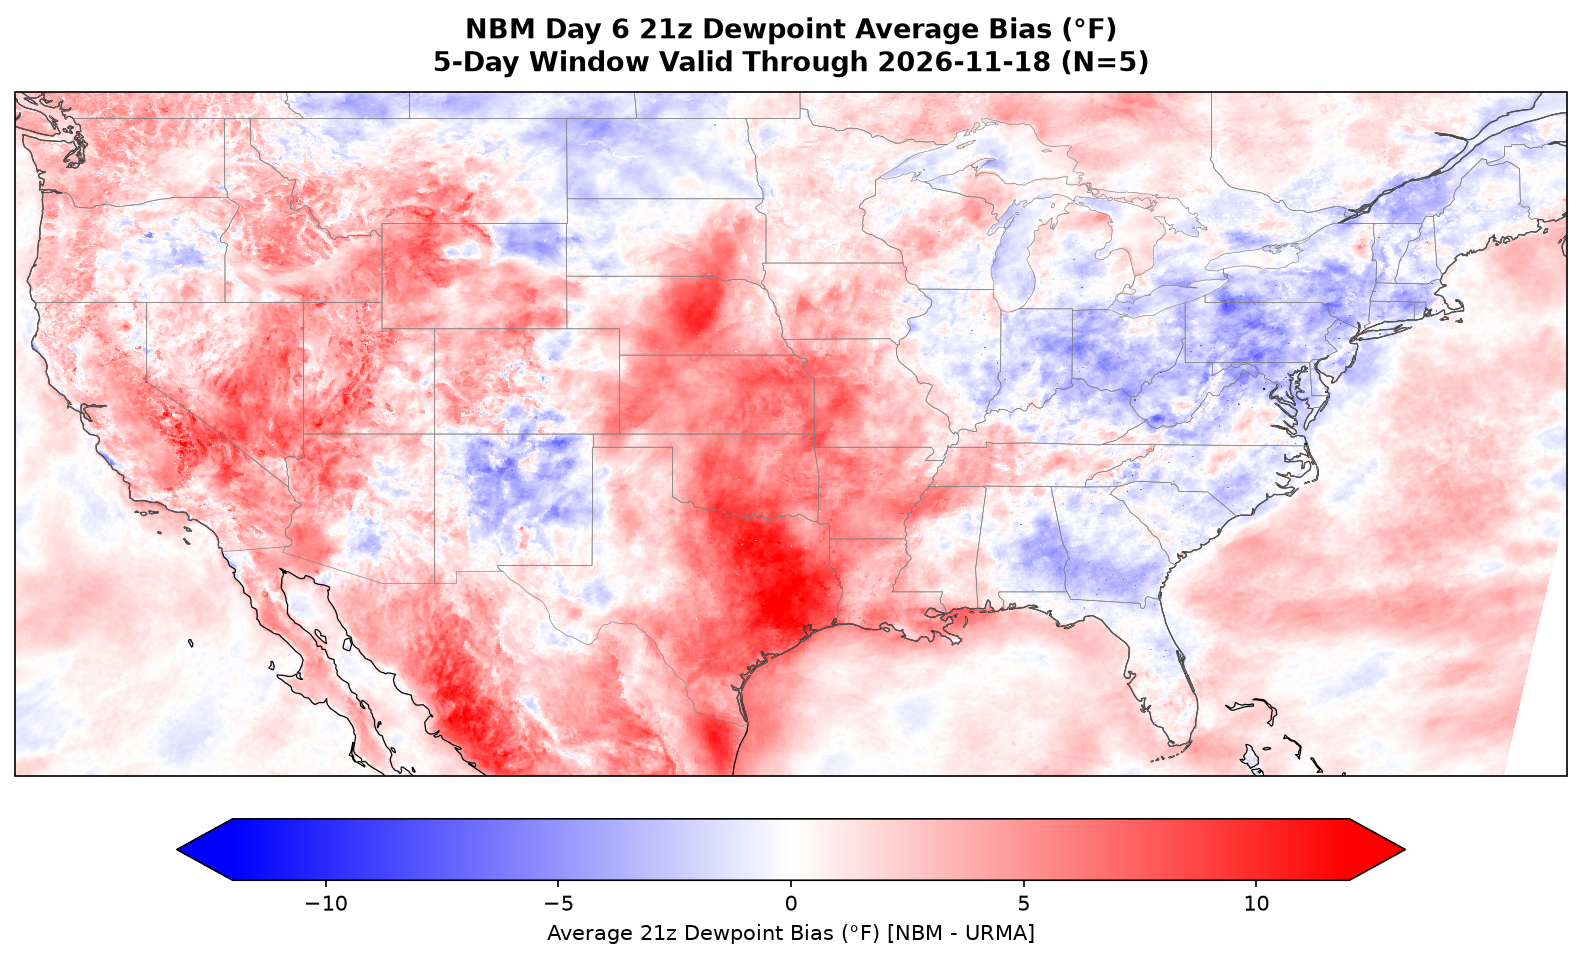 NBM Day 6 21z Dewpoint Average Bias (°F)
5-Day Window Valid Through 2026-11-18 (N=5)
−10 −5 0 5 10
Average 21z Dewpoint Bias (°F) [NBM - URMA]